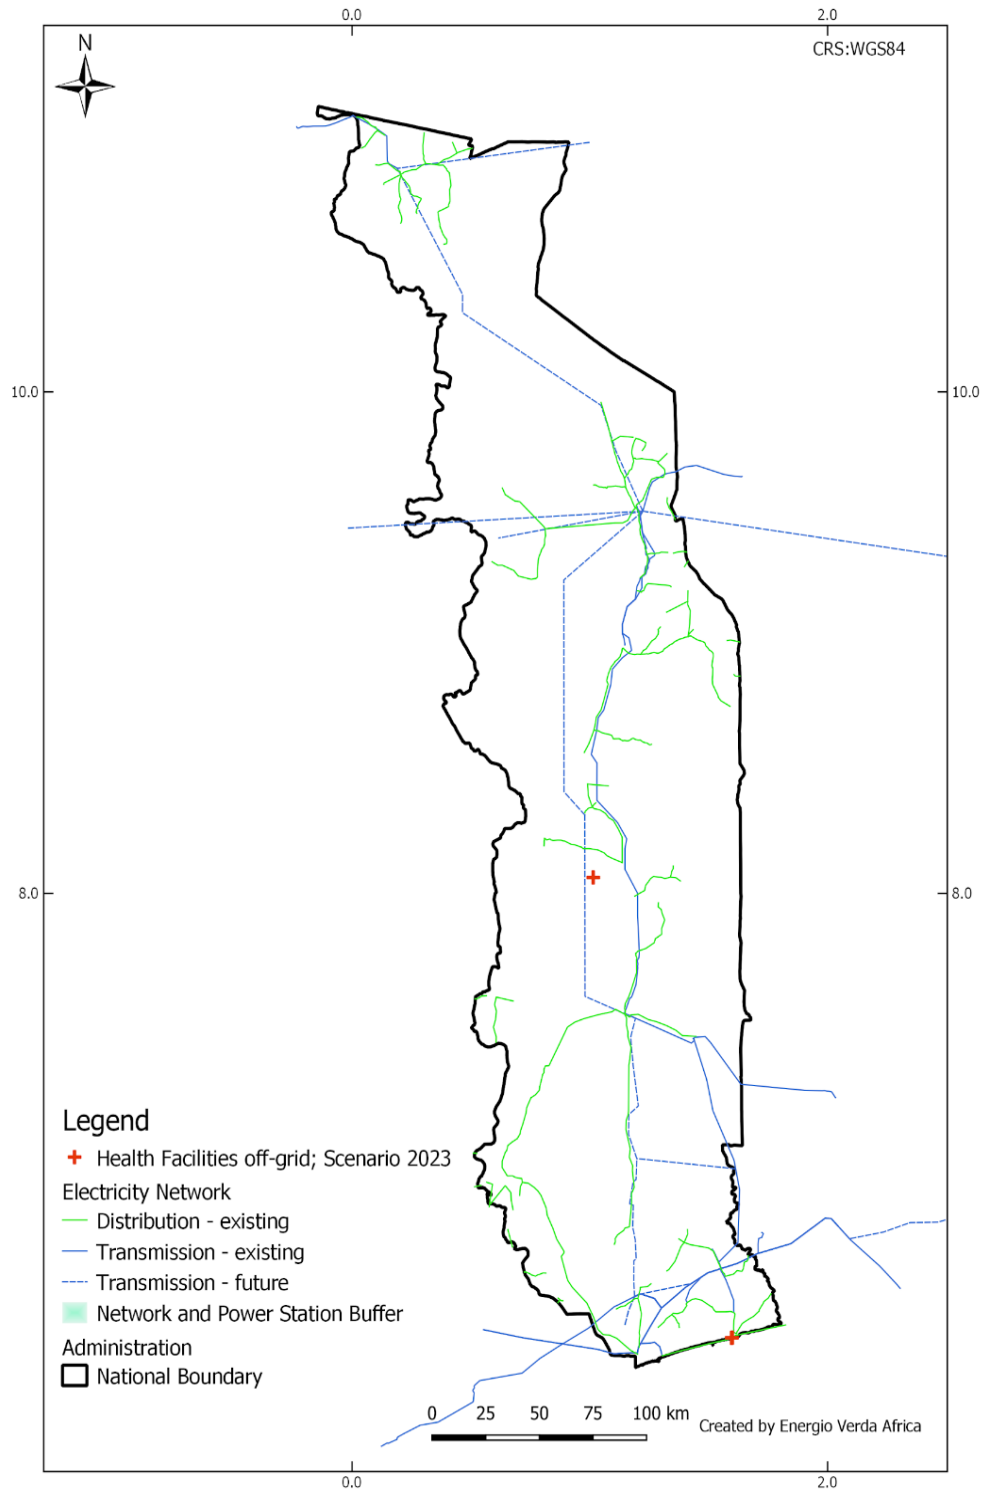 0.0
2.0
N
CRS:WGS84
10.0
10.0
8.0
8.0
Legend
Health Facilities off-grid; Scenario 2023
Electricity Network
Distribution - existing
Transmission - existing
Transmission - future
Network and Power Station Buffer
Administration
National Boundary
0 25 50 75 100 km
Created by Energio Verda Africa
0.0
2.0